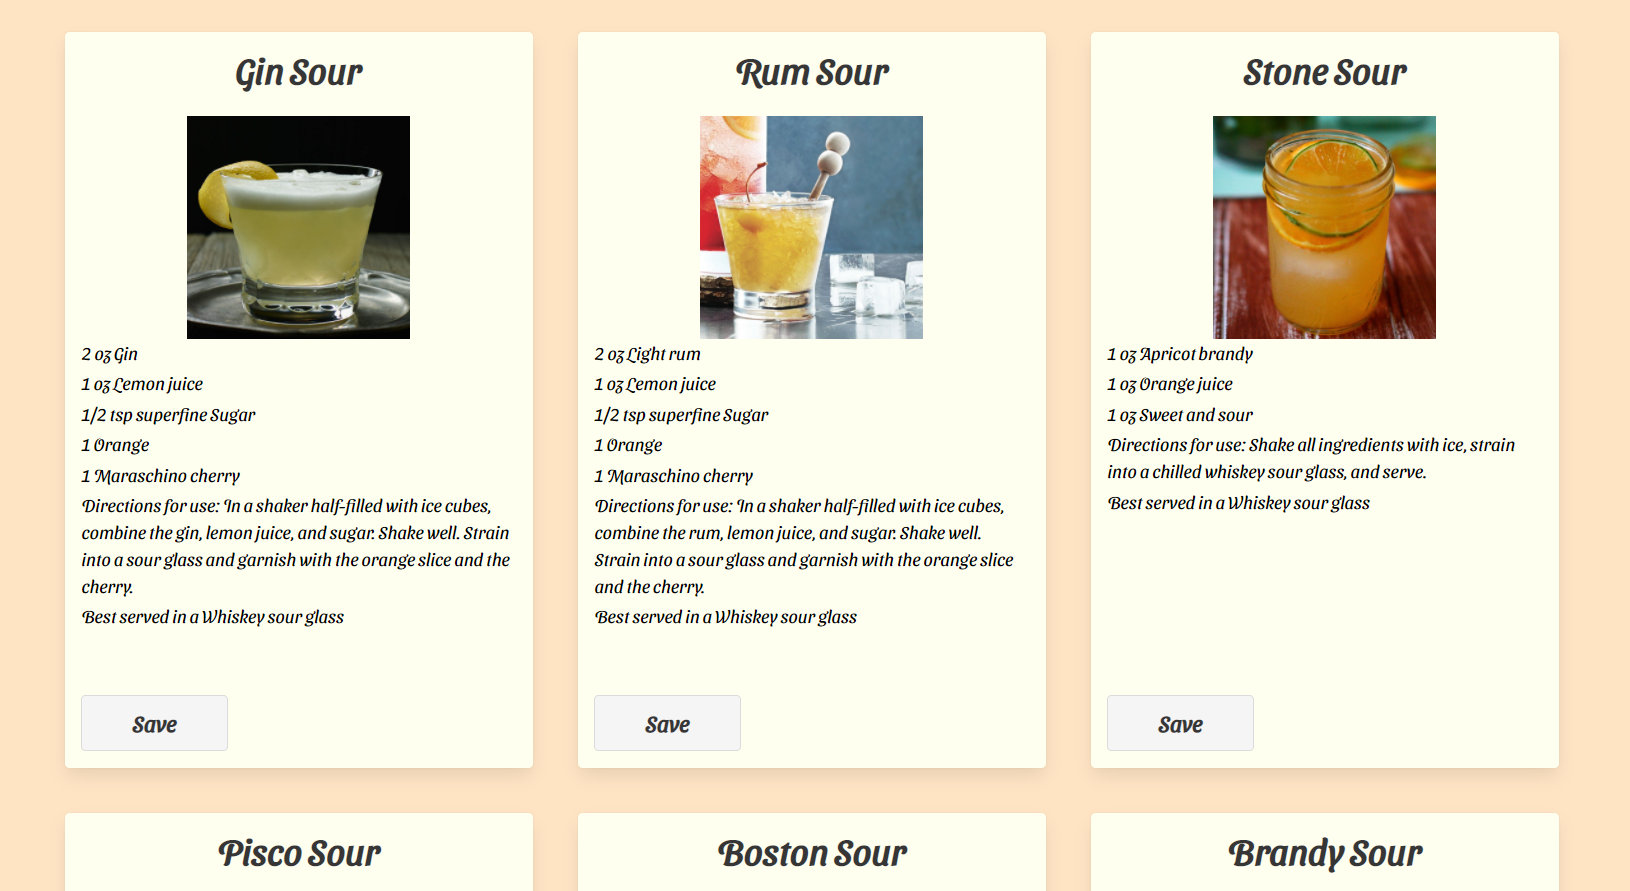 Gin Sour
2 oz Gin
1 oz Lemon juice
1/2 tsp superfine Sugar
1 Orange
1 Maraschino cherry
Directions for use: In a shaker half-filled with ice cubes,
combine the gin, lemon juice, and sugar. Shake well. Strain
into a sour glass and garnish with the orange slice and the
cherry.
Best served in a Whiskey sour glass
Save
Rum Sour
2 oz Light rum
1 oz Lemon juice
1/2 tsp superfine Sugar
1 Orange
1 Maraschino cherry
Directions for use: In a shaker half-filled with ice cubes,
combine the rum, lemon juice, and sugar. Shake well.
Strain into a sour glass and garnish with the orange slice
and the cherry.
Best served in a Whiskey sour glass
Save
Stone Sour
1 oz Apricot brandy
1 oz Orange juice
1 oz Sweet and sour
Directions for use: Shake all ingredients with ice, strain
into a chilled whiskey sour glass, and serve.
Best served in a Whiskey sour glass
Save
Pisco Sour
Boston Sour
Brandy Sour